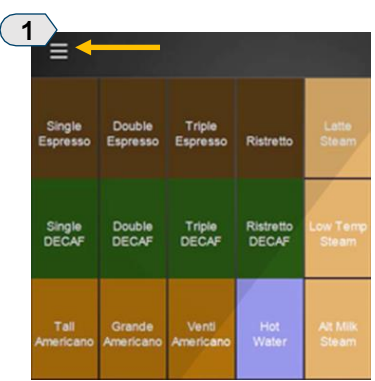 1
Single
Espresso
Double
Espresso
Triple
Espresso
Ristretto
Latte
Steam
Single
DECAF
Double
DECAF
Triple
DECAF
Ristretto
DECAF
Low Temp
Steam
Tall
Americano
Grande
Americano
Venti
Americano
Hot
Water
Alt Milk
Steam